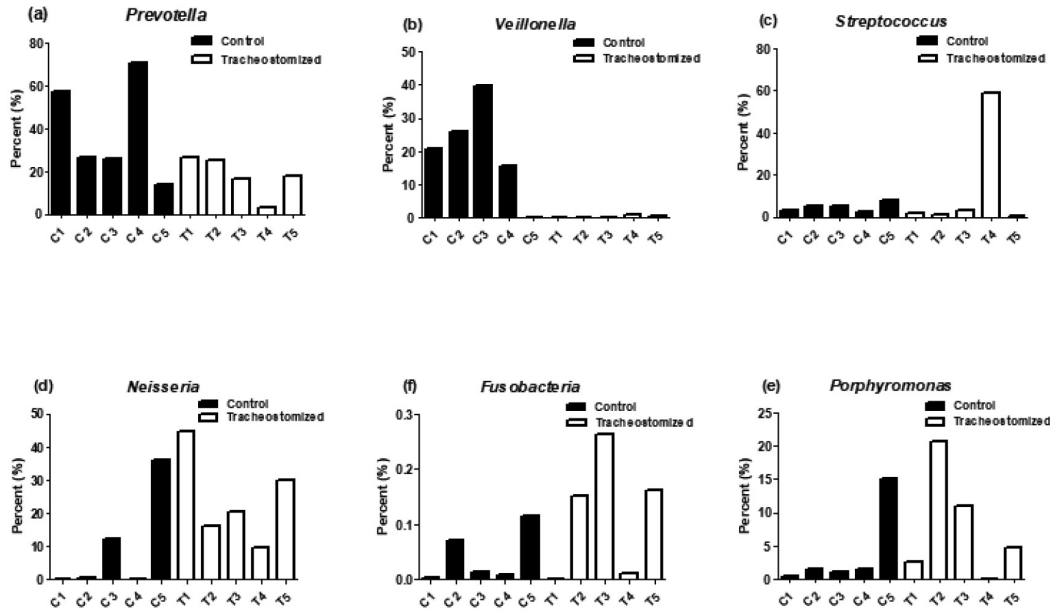 (a) Prevotella
Control
Tracheostomized
Percent (%)
80
60
40
20
0
C1 C2 C3 C4 C5 T1 T2 T3 T4 T5
(b) Veillonella
Control
Tracheostomized
Percent (%)
50
40
30
20
10
0
C1 C2 C3 C4 C5 T1 T2 T3 T4 T5
(c) Streptococcus
Control
Tracheostomized
Percent (%)
80
60
40
20
0
C1 C2 C3 C4 C5 T1 T2 T3 T4 T5
(d) Neisseria
Control
Tracheostomized
Percent (%)
50
40
30
20
10
0
C1 C2 C3 C4 C5 T1 T2 T3 T4 T5
(f) Fusobacteria
Control
Tracheostomized
Percent (%)
0.3
0.2
0.1
0.0
C1 C2 C3 C4 C5 T1 T2 T3 T4 T5
(e) Porphyromonas
Control
Tracheostomized
Percent (%)
25
20
15
10
5
0
C1 C2 C3 C4 C5 T1 T2 T3 T4 T5